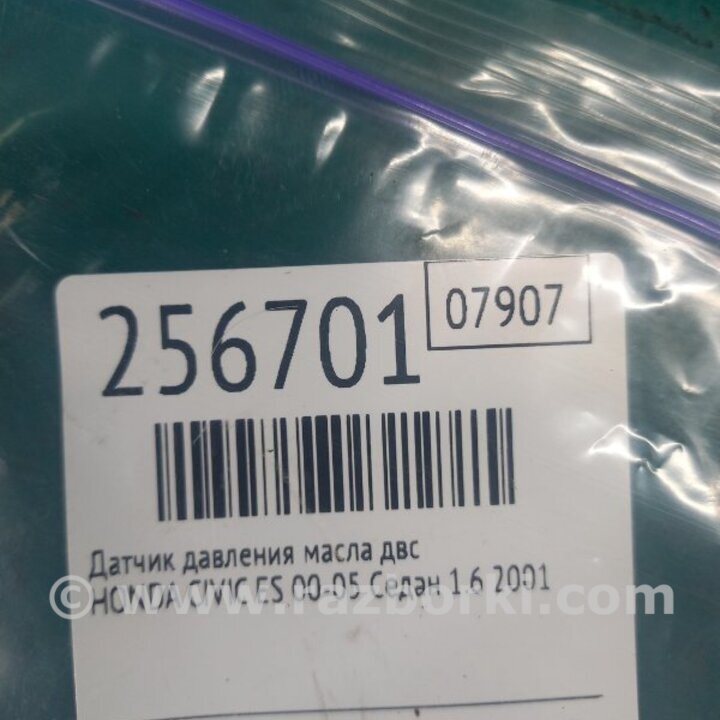 256701 07907
Датчик давления масла двс
HONDA CIVIC ES 00-05 Седан 1.6 2001
© www.razborki.com